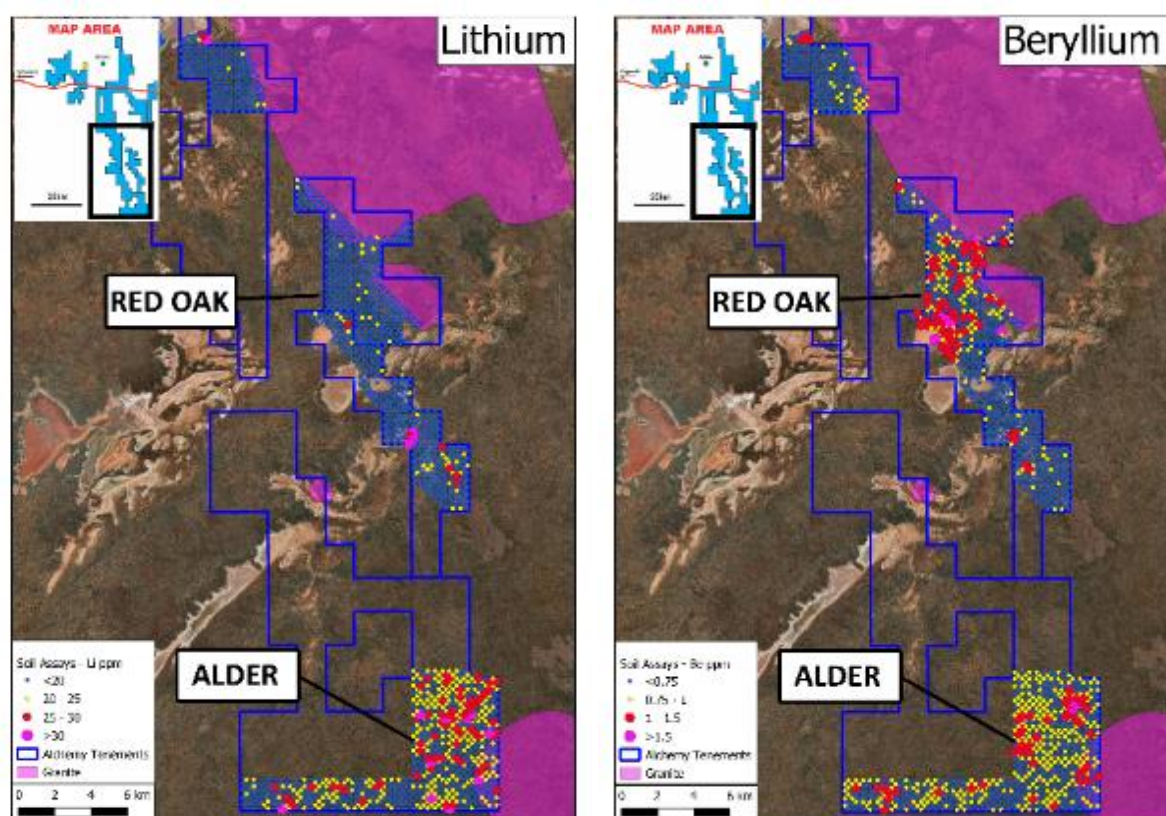 MAP AREA
Lithium
RED OAK
ALDER
Soil Assays - Li ppm
<20
20 - 25
25 - 30
>30
Alchemy Tenements
Granite
0 2 4 6 km
MAP AREA
Beryllium
RED OAK
ALDER
Soil Assays - Be ppm
<0.75
0.75 - 1
1 - 1.5
>1.5
Alchemy Tenements
Granite
0 2 4 6 km